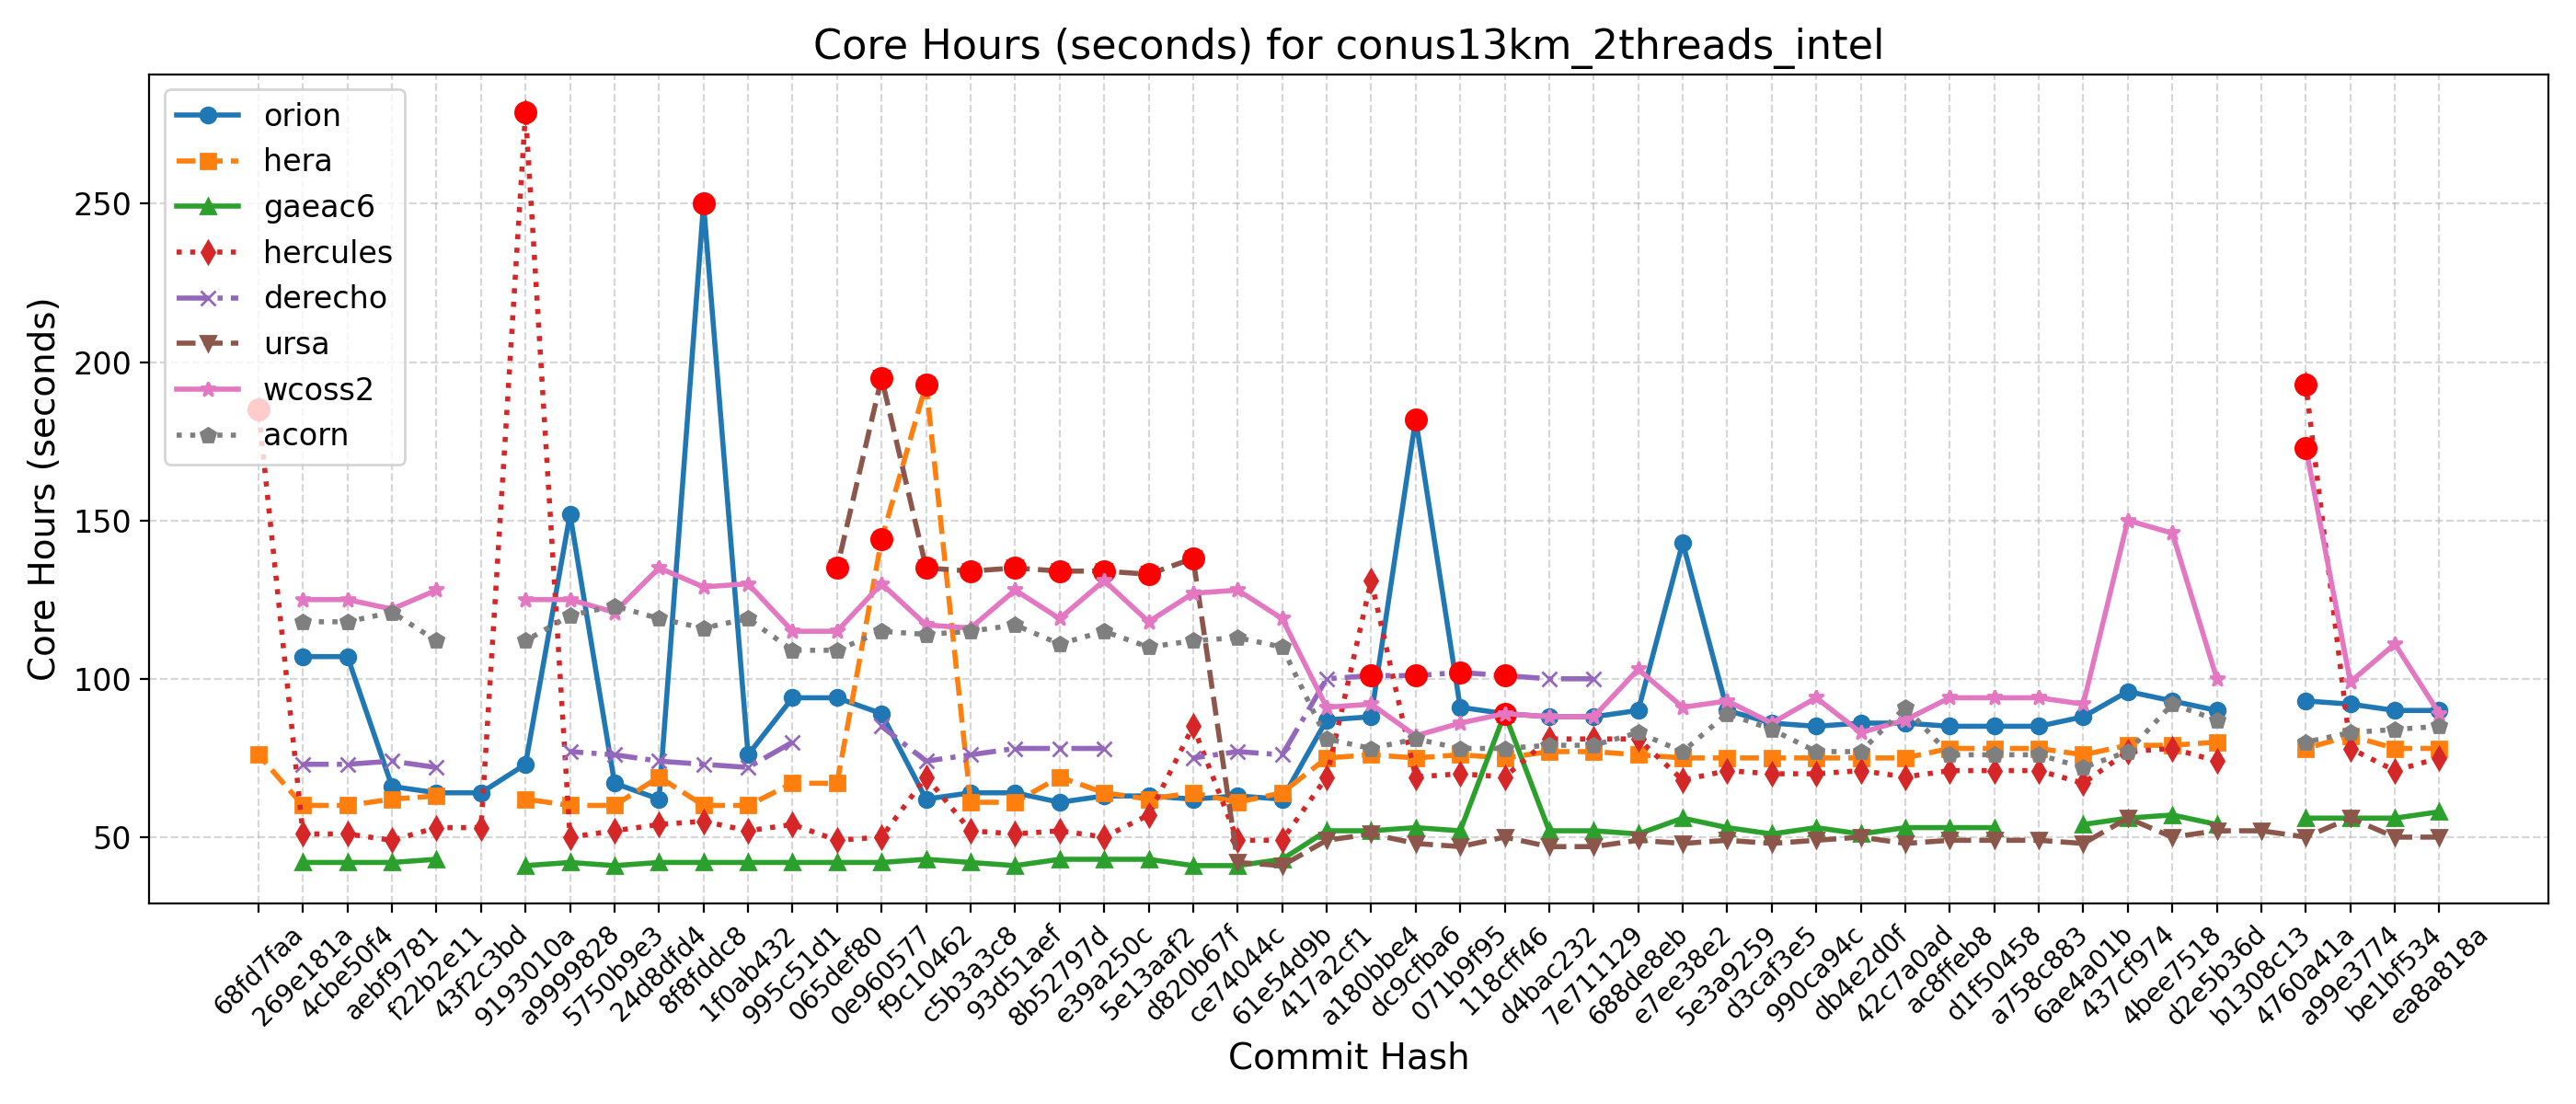 Core Hours (seconds) for conus13km_2threads_intel
orion
hera
gaeac6
hercules
derecho
ursa
wcoss2
acorn
Core Hours (seconds)
250
200
150
100
50
68fd7faa
269e181a
4cbe50f4
aebf9781
f22b2e11
43f2c3bd
9193010a
a9999828
5750b9e3
24d8dfd4
8f8fddc8
1f0ab432
995c51d1
065def80
0e960577
f9c10462
c5b3a3c8
93d51aef
8b52797d
e39a250c
5e13aaf2
d820b67f
ce74044c
61e54d9b
417a2cf1
a180bbe4
dc9cfba6
071b9f95
118cff46
d4bac232
7e711129
688de8eb
e7ee38e2
5e3a9259
d3caf3e5
990ca94c
db4e2d0f
42c7a0ad
ac8ffeb8
d1f50458
a758c883
6ae4a01b
437cf974
4bee7518
d2e5b36d
b1308c13
4760a41a
a99e3774
be1bf534
ea8a818a
Commit Hash